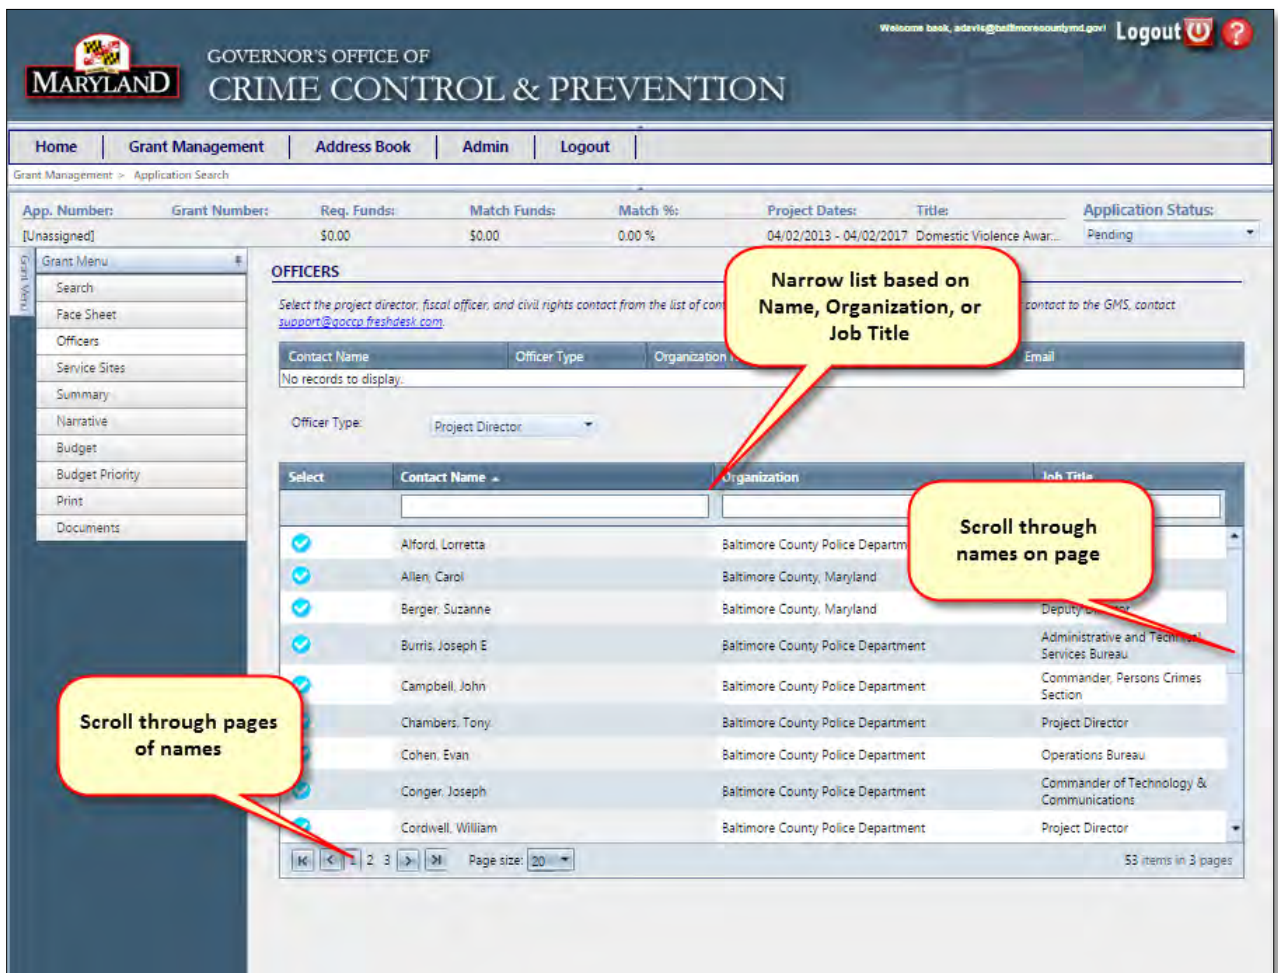 Welcome back, adavis@baltimorecountymd.gov! Logout
MARYLAND
GOVERNOR'S OFFICE OF
CRIME CONTROL & PREVENTION
Home Grant Management Address Book Admin Logout
Grant Management > Application Search
App. Number: Grant Number: Req. Funds: Match Funds: Match %: Project Dates: Title: Application Status:
[Unassigned] $0.00 $0.00 0.00 % 04/02/2013 - 04/02/2017 Domestic Violence Awar... Pending
Grant Menu
Grant Menu
Search
Face Sheet
Officers
Service Sites
Summary
Narrative
Budget
Budget Priority
Print
Documents
OFFICERS
Select the project director, fiscal officer, and civil rights contact from the list of con contact to the GMS, contact
support@goccp.freshdesk.com.
Narrow list based on
Name, Organization, or
Job Title
Contact Name Officer Type Organization Email
No records to display.
Officer Type: Project Director
Select Contact Name Organization Job Title
Scroll through
names on page
Alford, Lorretta Baltimore County Police Departm
Allen, Carol Baltimore County, Maryland
Berger, Suzanne Baltimore County, Maryland Deputy Director
Burris, Joseph E Baltimore County Police Department Administrative and Technical
Services Bureau
Campbell, John Baltimore County Police Department Commander, Persons Crimes
Section
Chambers, Tony Baltimore County Police Department Project Director
Cohen, Evan Baltimore County Police Department Operations Bureau
Conger, Joseph Baltimore County Police Department Commander of Technology &
Communications
Cordwell, William Baltimore County Police Department Project Director
Scroll through pages
of names
1 2 3 Page size: 20 53 items in 3 pages